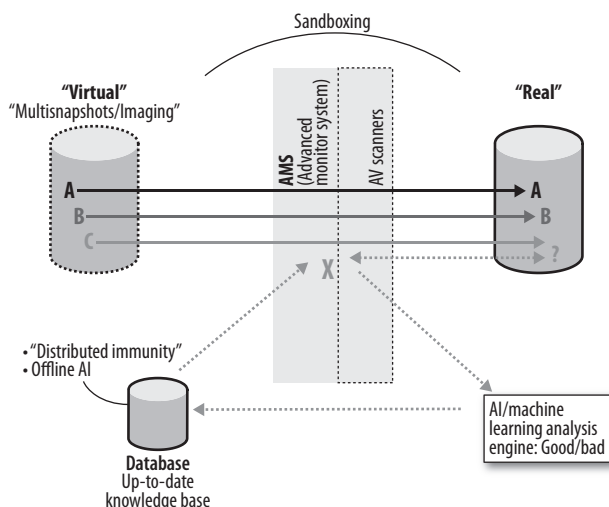 Sandboxing
“Virtual”
“Multisnapshots/Imaging”
AMS
(Advanced
monitor system)
AV scanners
“Real”
A
A
B
B
C
?
X
• “Distributed immunity”
• Offline AI
Database
Up-to-date
knowledge base
AI/machine
learning analysis
engine: Good/bad